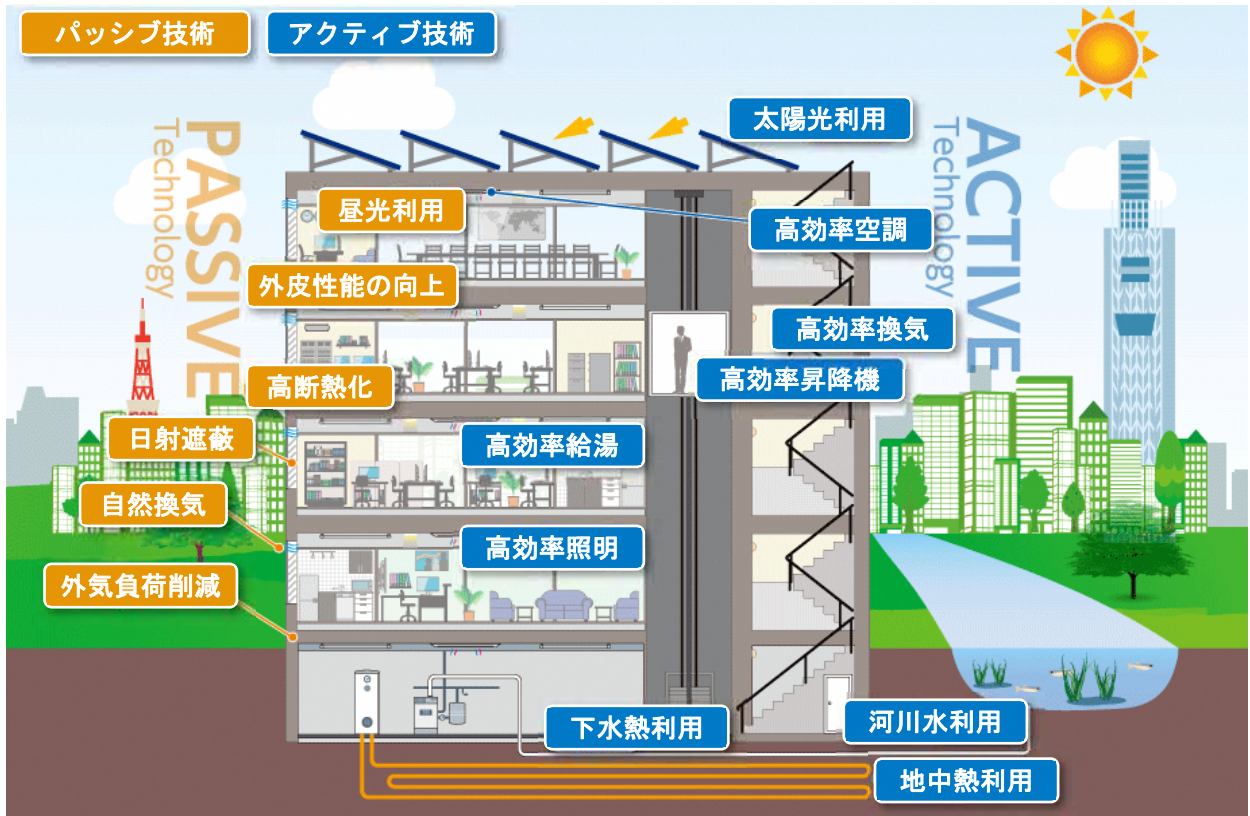 パッシブ技術
アクティブ技術
PASSIVE
Technology
ACTIVE
Technology
太陽光利用
昼光利用
高効率空調
外皮性能の向上
高効率換気
高断熱化
高効率昇降機
日射遮蔽
高効率給湯
自然換気
高効率照明
外気負荷削減
下水熱利用
河川水利用
地中熱利用